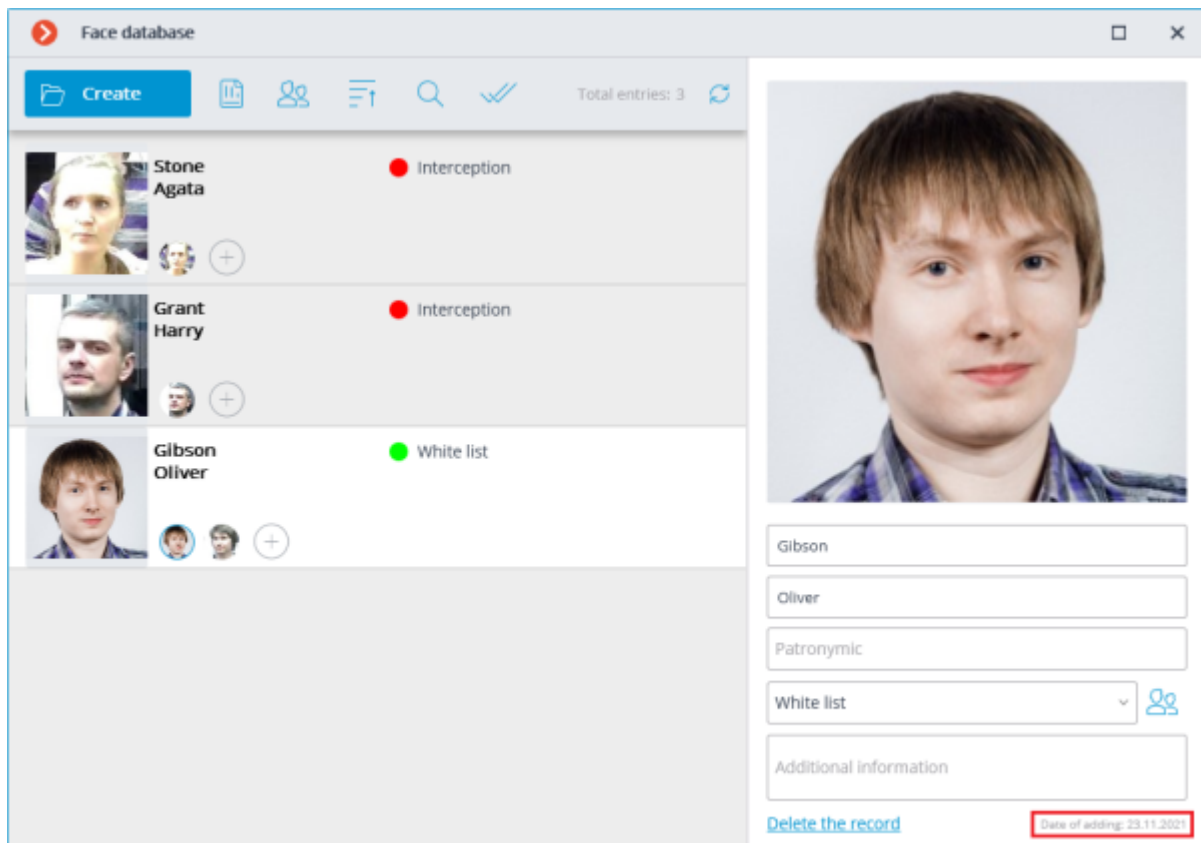 Face database
Create
Total entries: 3
Stone
Agata
Interception
Grant
Harry
Interception
Gibson
Oliver
White list
Gibson
Oliver
Patronymic
White list
Additional information
Delete the record
Date of adding: 23.11.2021